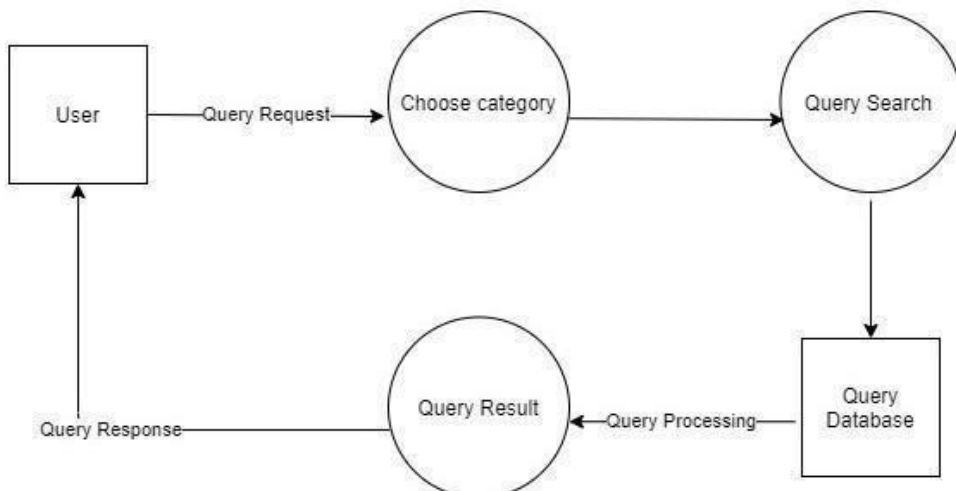 User
Query Request
Choose category
Query Search
Query Response
Query Result
Query Processing
Query
Database